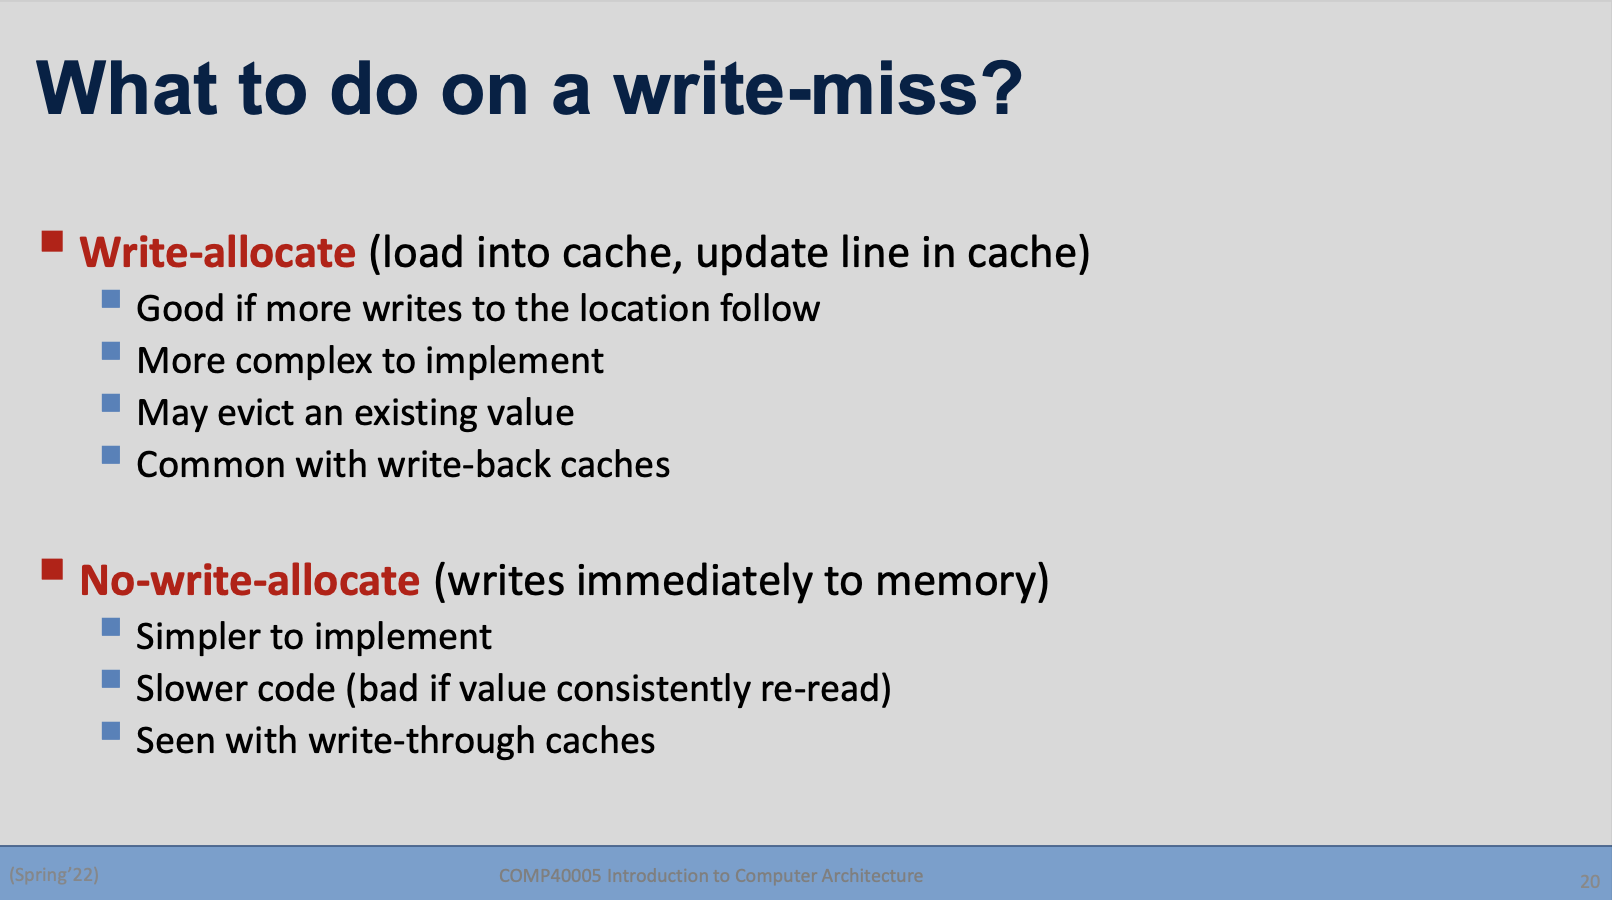 What to do on a write-miss?
Write-allocate (load into cache, update line in cache)
Good if more writes to the location follow
More complex to implement
May evict an existing value
Common with write-back caches
No-write-allocate (writes immediately to memory)
Simpler to implement
Slower code (bad if value consistently re-read)
Seen with write-through caches
(Spring’22)
COMP40005 Introduction to Computer Architecture
20